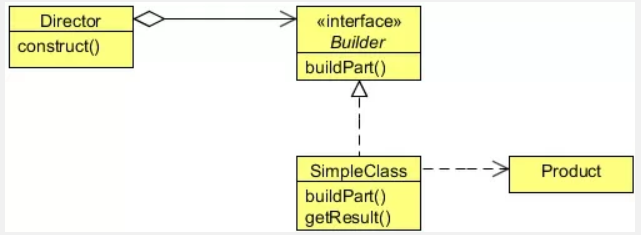 Director
construct()
«interface»
Builder
buildPart()
SimpleClass
buildPart()
getResult()
Product